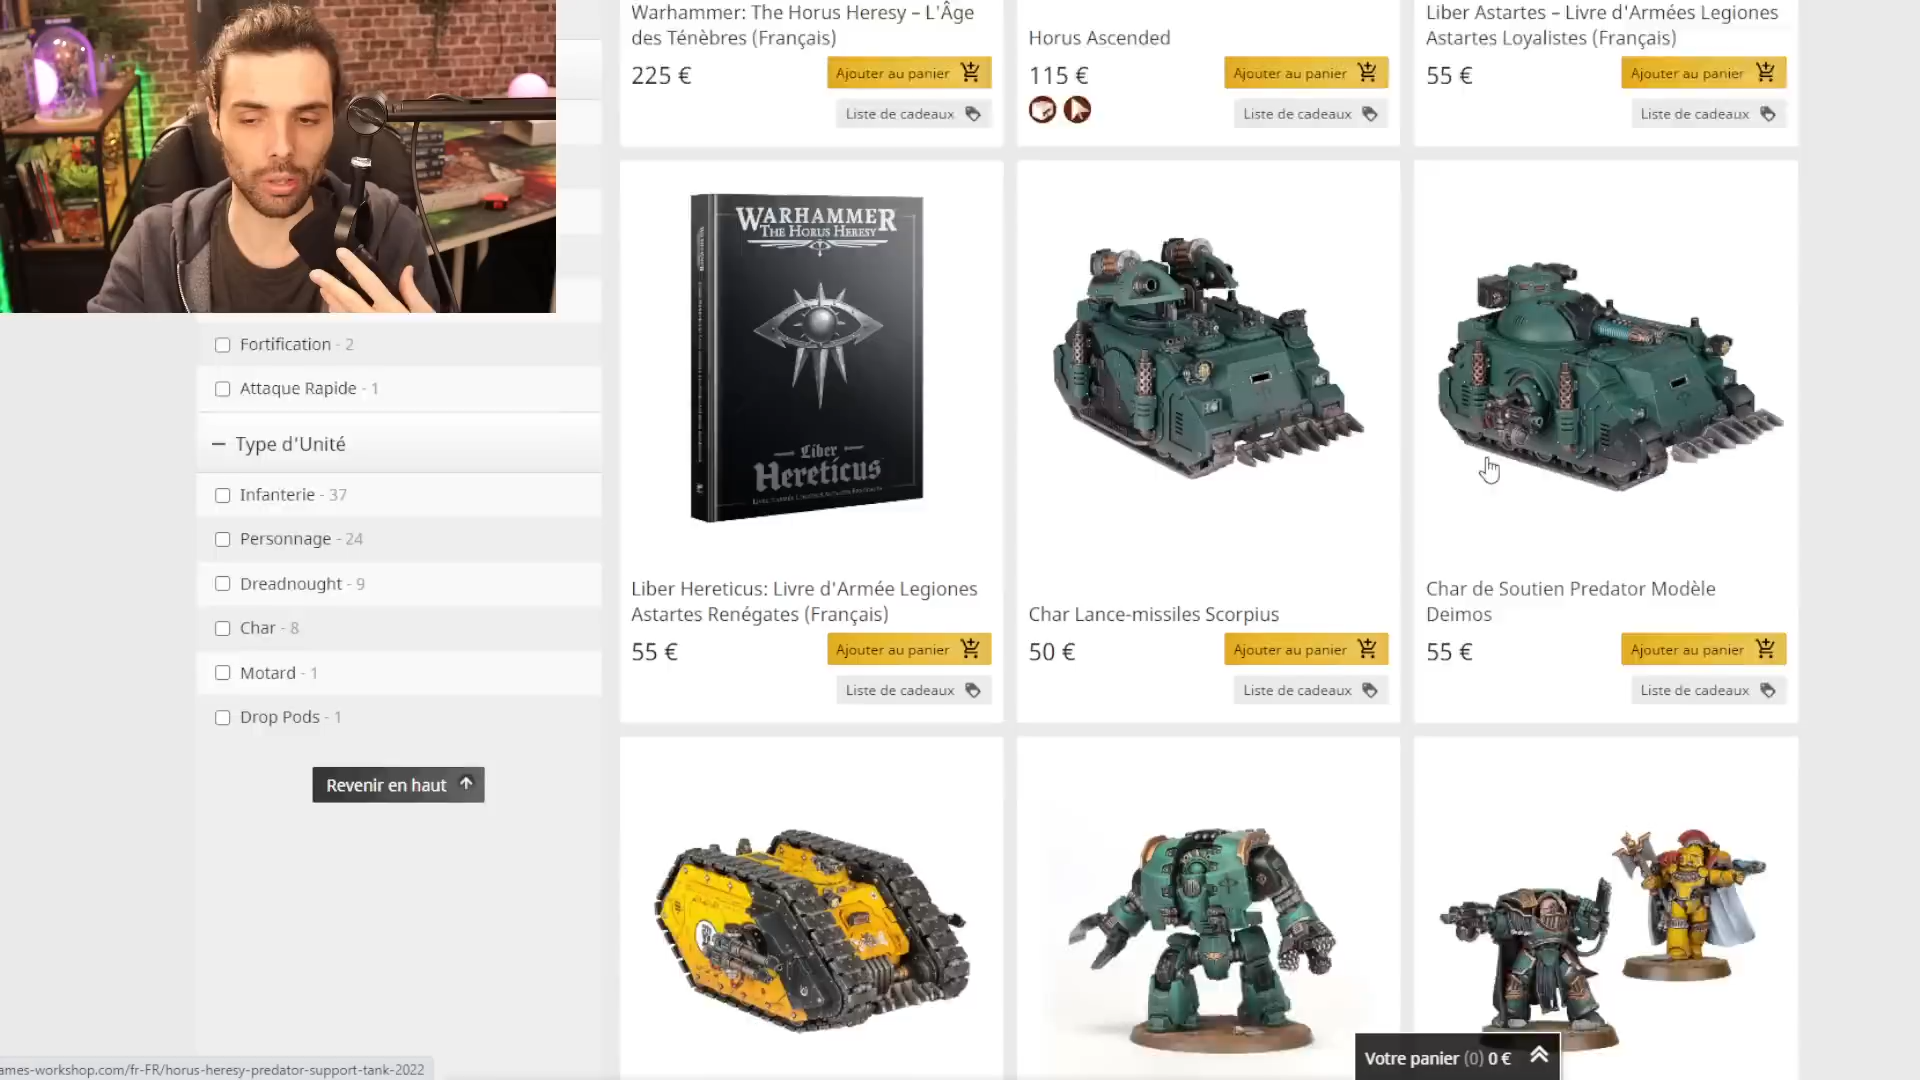 Warhammer: The Horus Heresy – L'Âge
des Ténèbres (Français)
225 €
Ajouter au panier
Liste de cadeaux
Horus Ascended
115 €
Ajouter au panier
Liste de cadeaux
Liber Astartes – Livre d'Armées Legiones
Astartes Loyalistes (Français)
55 €
Ajouter au panier
Liste de cadeaux
Fortification - 2
Attaque Rapide - 1
Type d'Unité
Infanterie - 37
Personnage - 24
Dreadnought - 9
Char - 8
Motard - 1
Drop Pods - 1
Revenir en haut
WARHAMMER
THE HORUS HERESY
Liber
Hereticus
Liber Hereticus: Livre d'Armée Legiones
Astartes Renégates (Français)
55 €
Ajouter au panier
Liste de cadeaux
Char Lance-missiles Scorpius
50 €
Ajouter au panier
Liste de cadeaux
Char de Soutien Predator Modèle
Deimos
55 €
Ajouter au panier
Liste de cadeaux
Votre panier (0) 0 €
ames-workshop.com/fr-FR/horus-heresy-predator-support-tank-2022